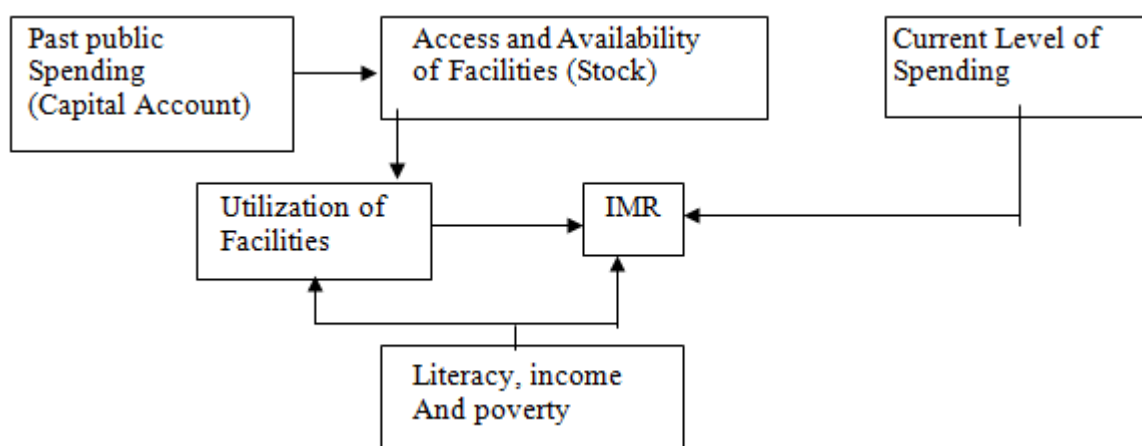 Past public
Spending
(Capital Account)
Access and Availability
of Facilities (Stock)
Current Level of
Spending
Utilization of
Facilities
IMR
Literacy, income
And poverty